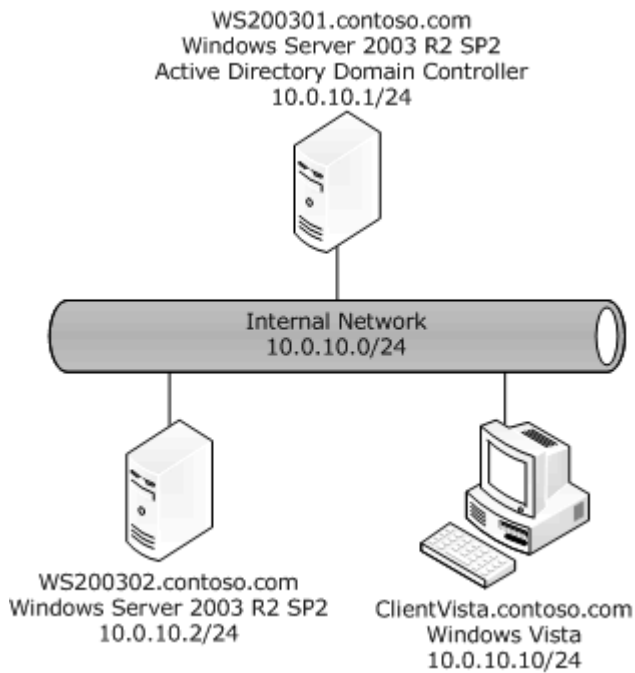 WS200301.contoso.com
Windows Server 2003 R2 SP2
Active Directory Domain Controller
10.0.10.1/24
Internal Network
10.0.10.0/24
WS200302.contoso.com
Windows Server 2003 R2 SP2
10.0.10.2/24
ClientVista.contoso.com
Windows Vista
10.0.10.10/24